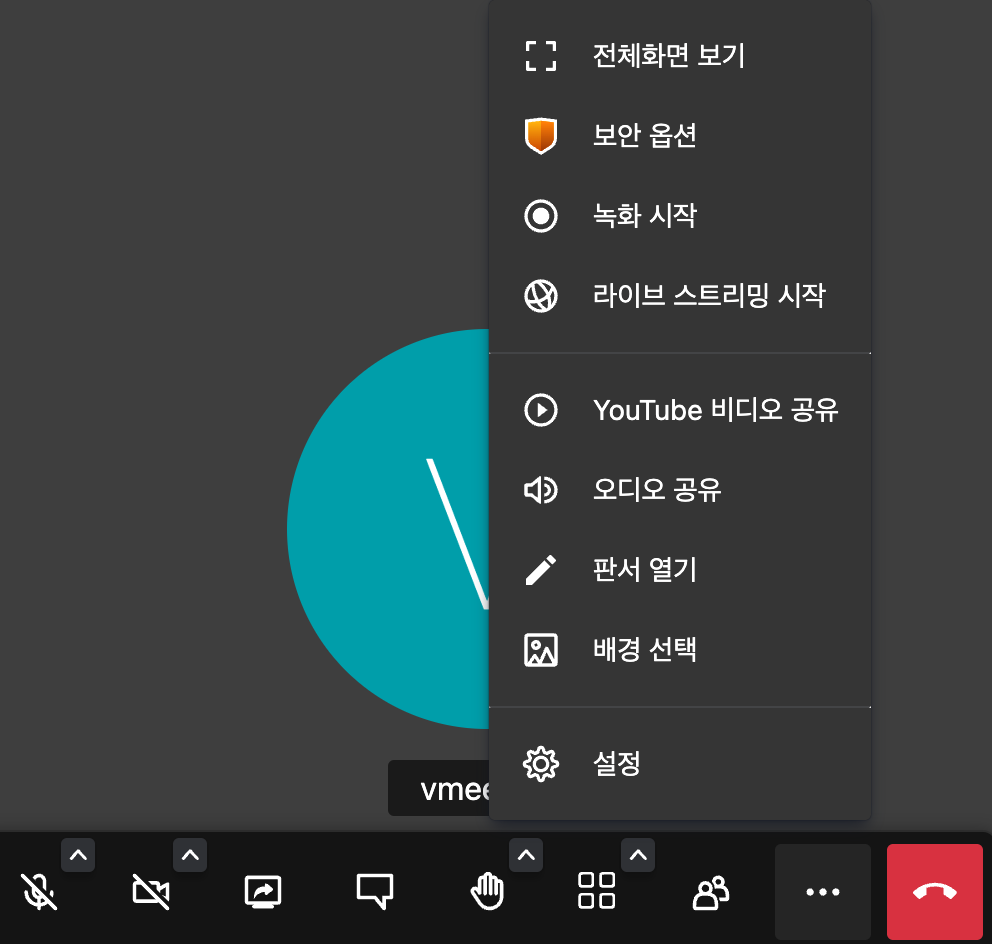 전체화면 보기
보안 옵션
녹화 시작
라이브 스트리밍 시작
YouTube 비디오 공유
오디오 공유
판서 열기
배경 선택
설정